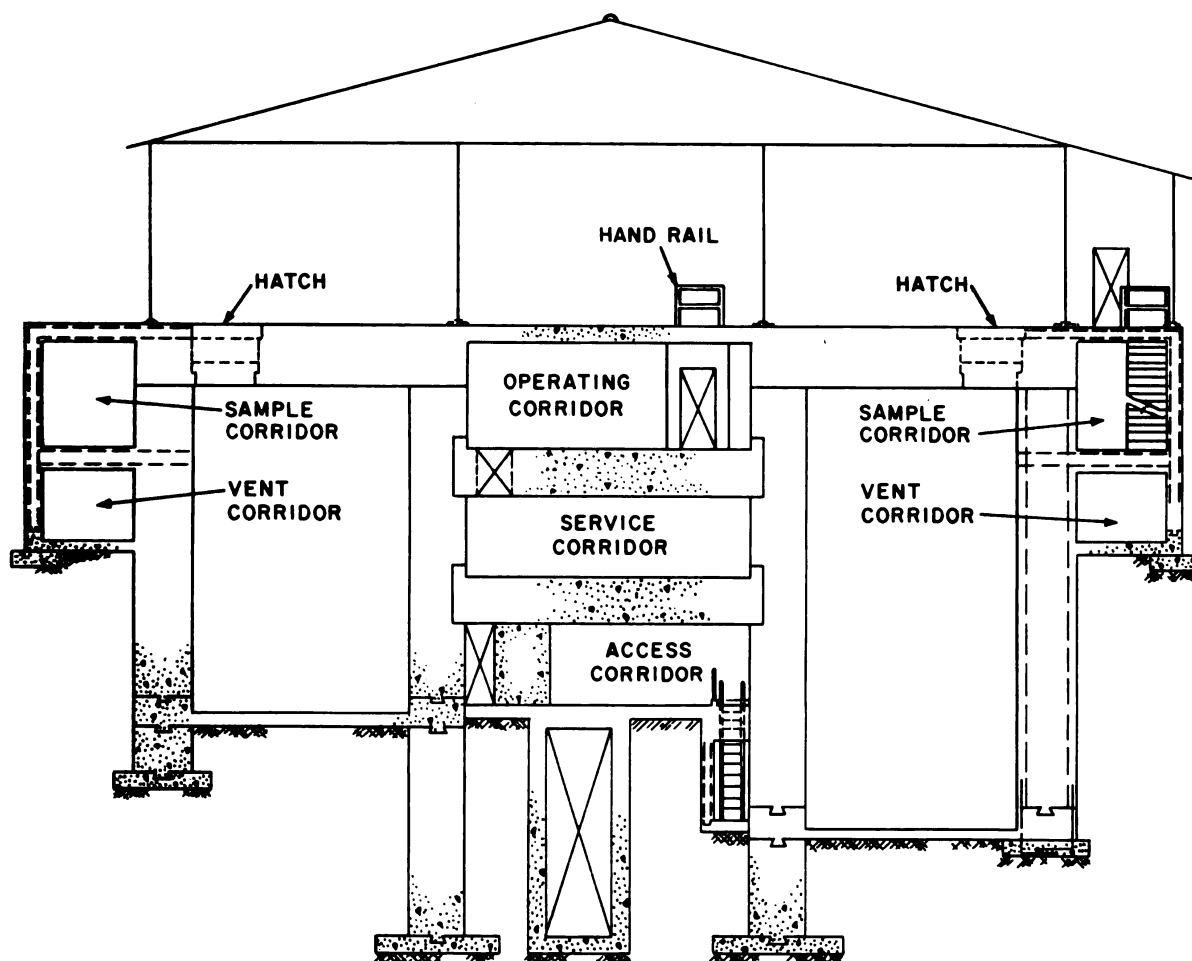 HAND RAIL
HATCH
HATCH
OPERATING
CORRIDOR
SAMPLE
CORRIDOR
SAMPLE
CORRIDOR
VENT
CORRIDOR
VENT
CORRIDOR
SERVICE
CORRIDOR
ACCESS
CORRIDOR